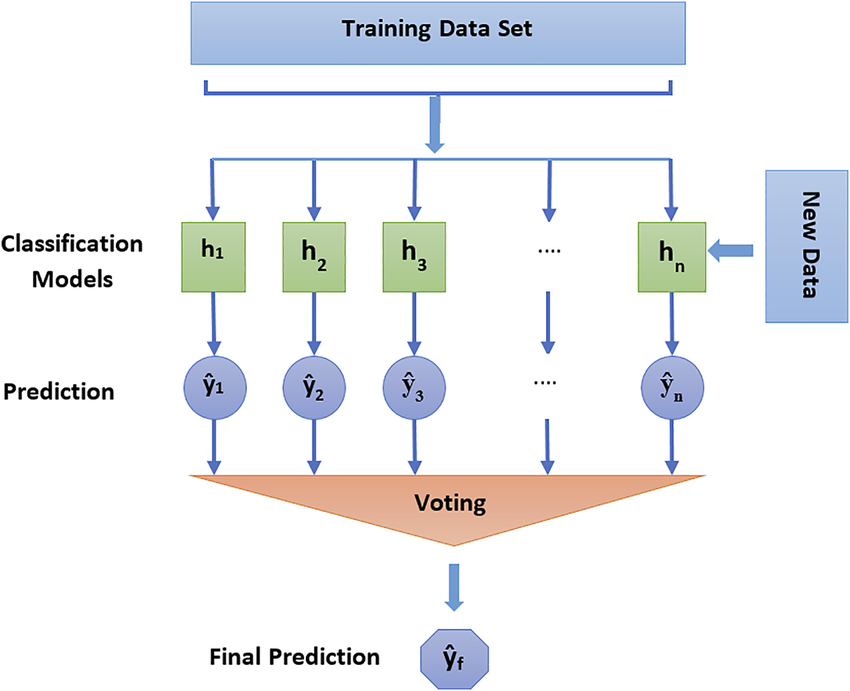 Training Data Set
Classification
Models
h1 h2 h3 .... hn
New Data
Prediction
ŷ1 ŷ2 ŷ3 .... ŷn
Voting
Final Prediction ŷf